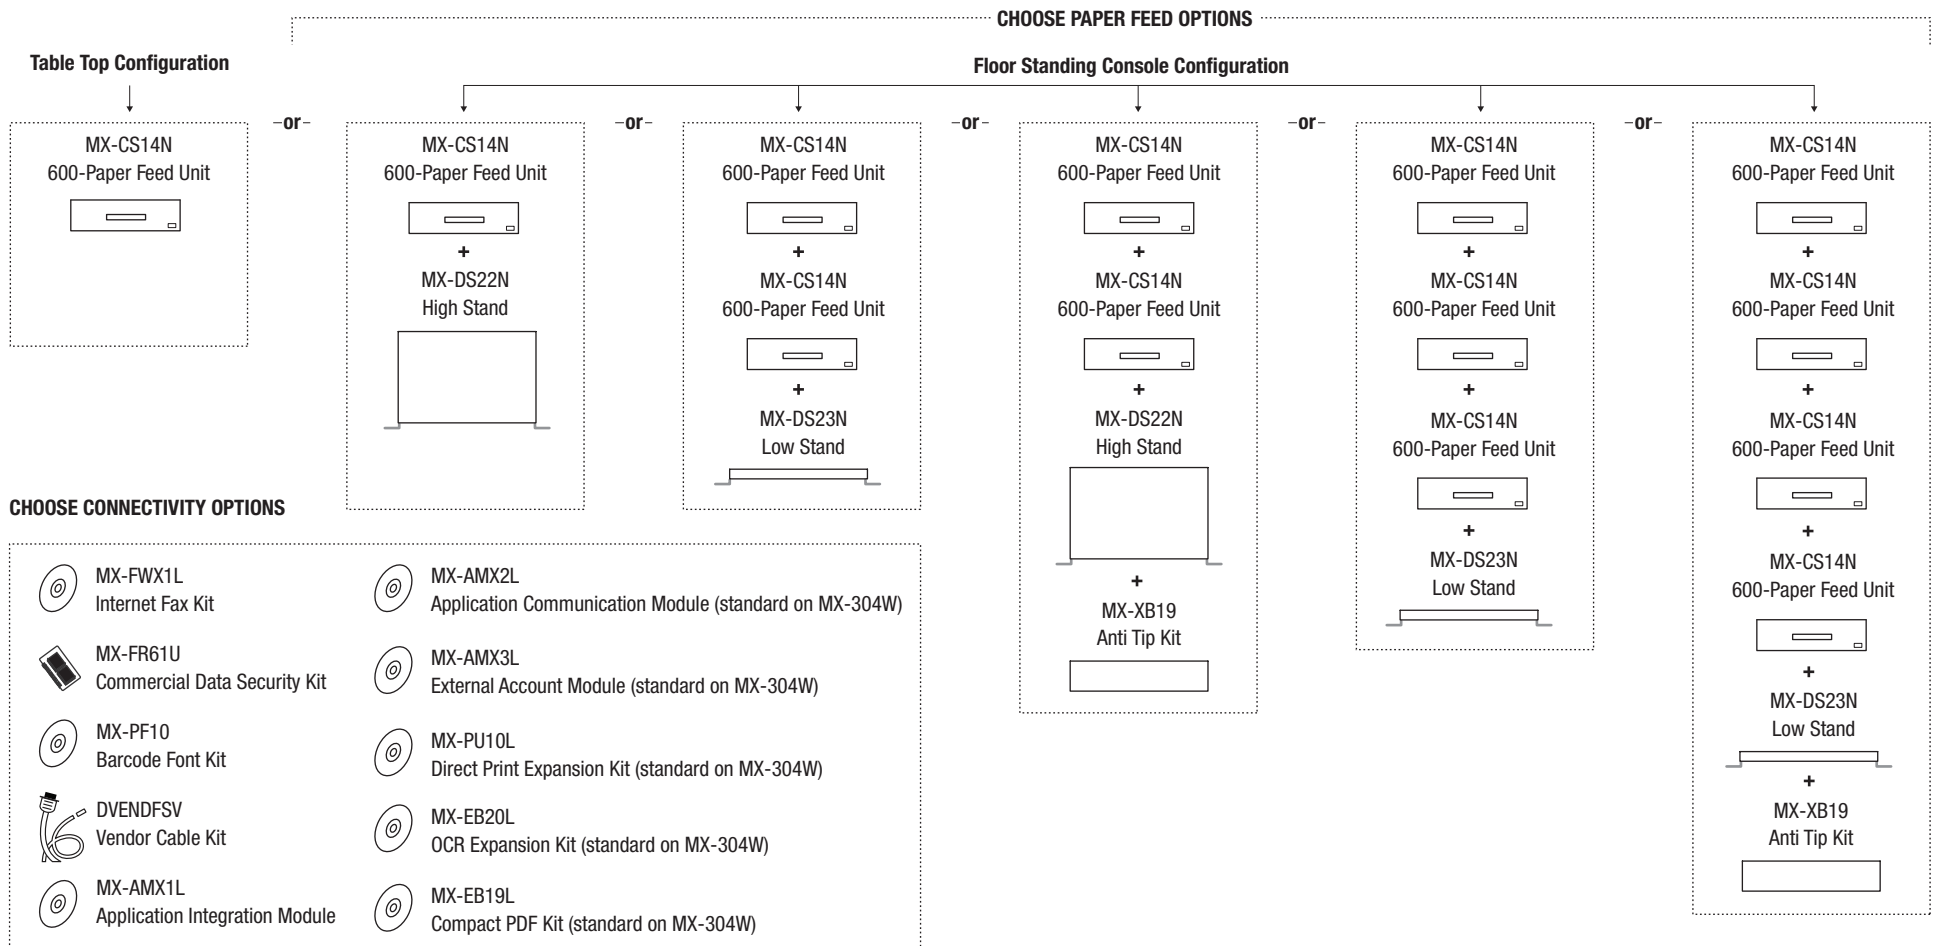 CHOOSE PAPER FEED OPTIONS
Table Top Configuration
Floor Standing Console Configuration
MX-CS14N
600-Paper Feed Unit
-or-
MX-CS14N
600-Paper Feed Unit
+
MX-DS22N
High Stand
-or-
MX-CS14N
600-Paper Feed Unit
+
MX-CS14N
600-Paper Feed Unit
+
MX-DS23N
Low Stand
-or-
MX-CS14N
600-Paper Feed Unit
+
MX-CS14N
600-Paper Feed Unit
+
MX-DS22N
High Stand
+
MX-XB19
Anti Tip Kit
-or-
MX-CS14N
600-Paper Feed Unit
+
MX-CS14N
600-Paper Feed Unit
+
MX-CS14N
600-Paper Feed Unit
+
MX-DS23N
Low Stand
-or-
MX-CS14N
600-Paper Feed Unit
+
MX-CS14N
600-Paper Feed Unit
+
MX-CS14N
600-Paper Feed Unit
+
MX-CS14N
600-Paper Feed Unit
+
MX-DS23N
Low Stand
+
MX-XB19
Anti Tip Kit
CHOOSE CONNECTIVITY OPTIONS
MX-FWX1L
Internet Fax Kit
MX-FR61U
Commercial Data Security Kit
MX-PF10
Barcode Font Kit
DVENDFSV
Vendor Cable Kit
MX-AMX1L
Application Integration Module
MX-AMX2L
Application Communication Module (standard on MX-304W)
MX-AMX3L
External Account Module (standard on MX-304W)
MX-PU10L
Direct Print Expansion Kit (standard on MX-304W)
MX-EB20L
OCR Expansion Kit (standard on MX-304W)
MX-EB19L
Compact PDF Kit (standard on MX-304W)